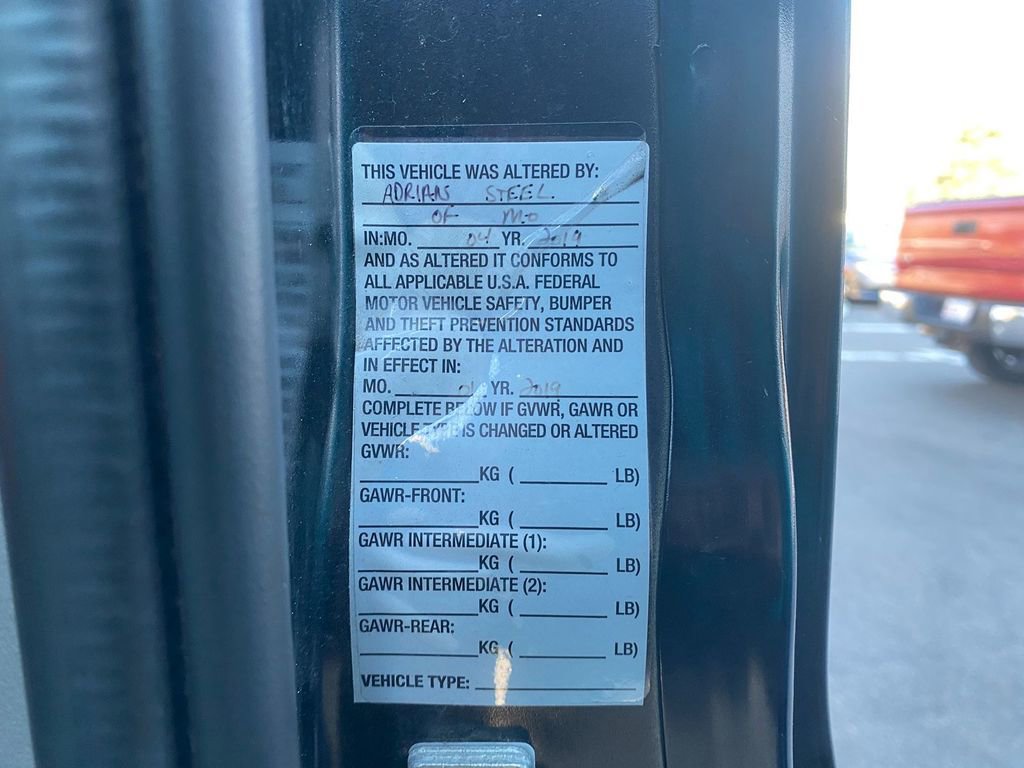 THIS VEHICLE WAS ALTERED BY:
ADRIAN STEEL
OF MO
IN:MO. 04 YR. 2019
AND AS ALTERED IT CONFORMS TO
ALL APPLICABLE U.S.A. FEDERAL
MOTOR VEHICLE SAFETY, BUMPER
AND THEFT PREVENTION STANDARDS
AFFECTED BY THE ALTERATION AND
IN EFFECT IN:
MO. YR. 2019
COMPLETE BELOW IF GVWR, GAWR OR
VEHICLE TYPE IS CHANGED OR ALTERED
GVWR:
KG ( LB)
GAWR-FRONT:
KG ( LB)
GAWR INTERMEDIATE (1):
KG ( LB)
GAWR INTERMEDIATE (2):
KG ( LB)
GAWR-REAR:
KG ( LB)
VEHICLE TYPE: